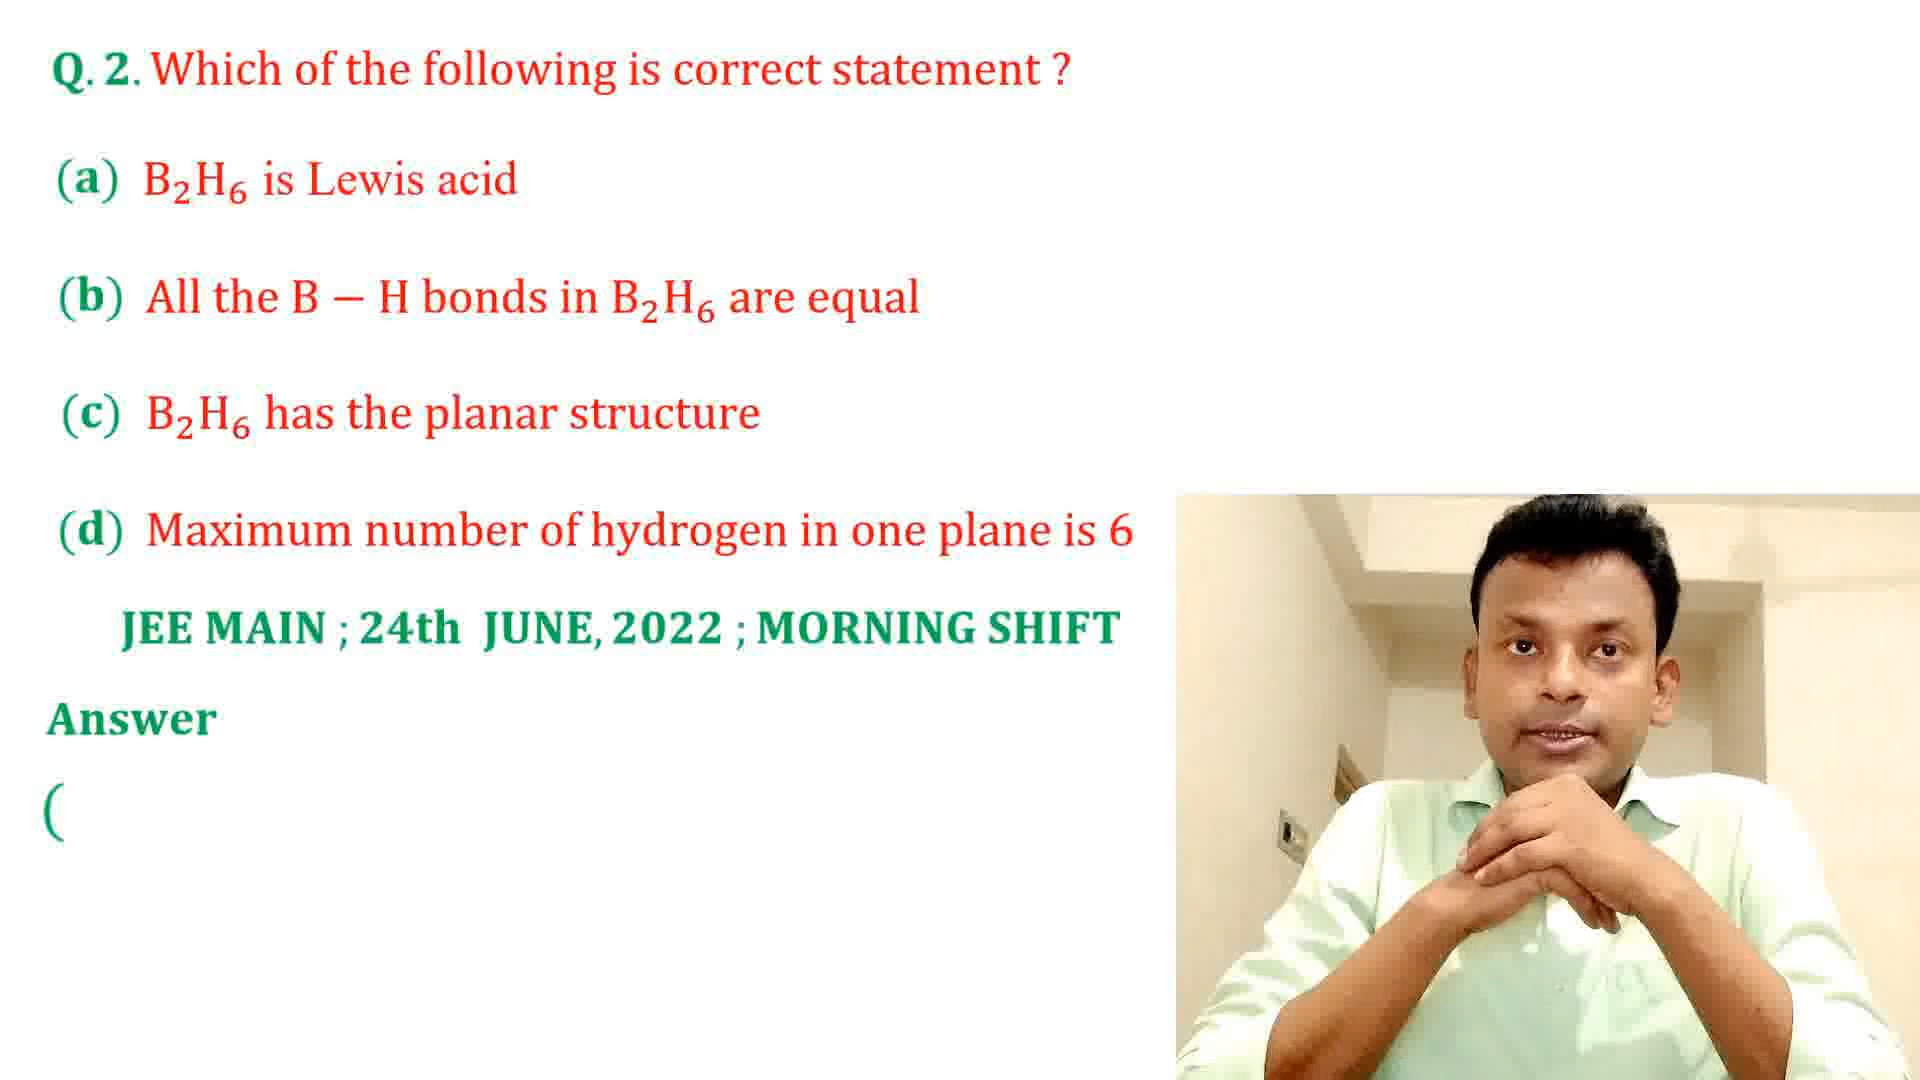 Q. 2. Which of the following is correct statement ?
(a) B₂H₆ is Lewis acid
(b) All the B – H bonds in B₂H₆ are equal
(c) B₂H₆ has the planar structure
(d) Maximum number of hydrogen in one plane is 6
JEE MAIN ; 24th JUNE, 2022 ; MORNING SHIFT
Answer
(